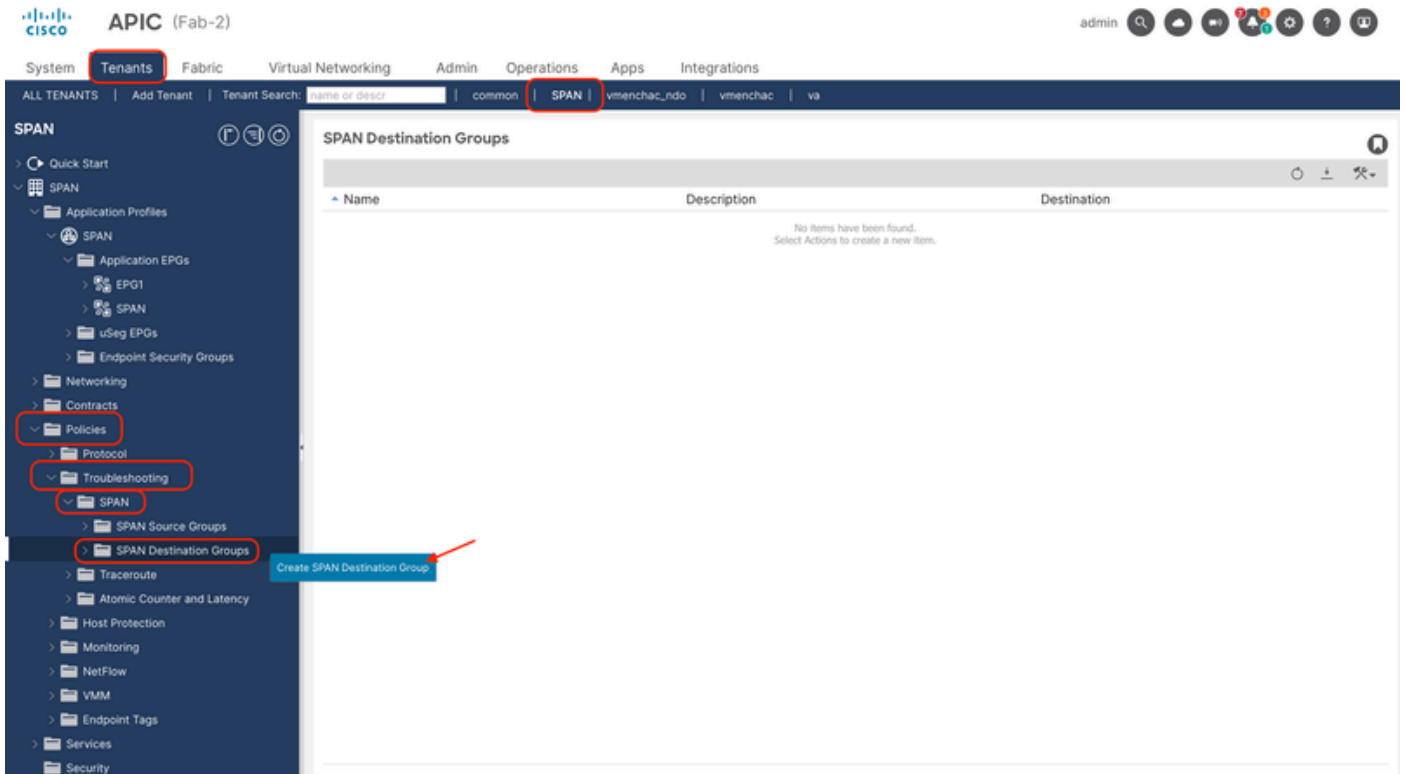 CISCO
APIC (Fab-2)
admin
System Tenants Fabric Virtual Networking Admin Operations Apps Integrations
ALL TENANTS | Add Tenant | Tenant Search: name or descr | common | SPAN | vmenchac_ndo | vmenchac | va
SPAN
SPAN Destination Groups
Quick Start
SPAN
Name Description Destination
Application Profiles
No items have been found.
Select Actions to create a new item.
SPAN
Application EPGs
EPG1
SPAN
uSeg EPGs
Endpoint Security Groups
Networking
Contracts
Policies
Protocol
Troubleshooting
SPAN
SPAN Source Groups
SPAN Destination Groups
Create SPAN Destination Group
Traceroute
Atomic Counter and Latency
Host Protection
Monitoring
NetFlow
VMM
Endpoint Tags
Services
Security